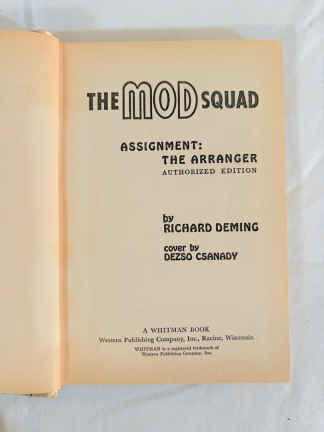 THE MOD SQUAD
ASSIGNMENT:
THE ARRANGER
AUTHORIZED EDITION
by
RICHARD DEMING
cover by
DEZSO CSANADY
A WHITMAN BOOK
Western Publishing Company, Inc., Racine, Wisconsin
WHITMAN is a registered trademark of
Western Publishing Company, Inc.